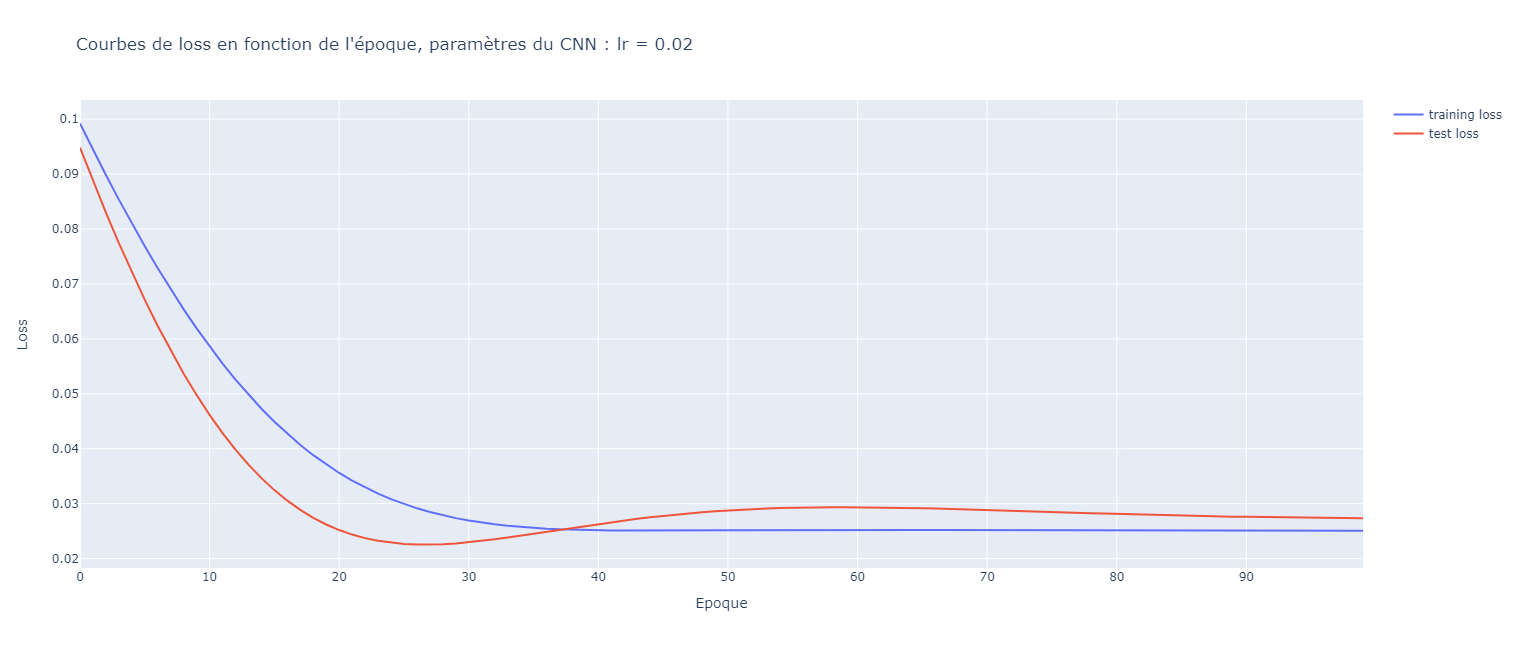 Courbes de loss en fonction de l'époque, paramètres du CNN : lr = 0.02
training loss
test loss
0.1
0.09
0.08
0.07
0.06
0.05
0.04
0.03
0.02
Loss
0 10 20 30 40 50 60 70 80 90
Epoque